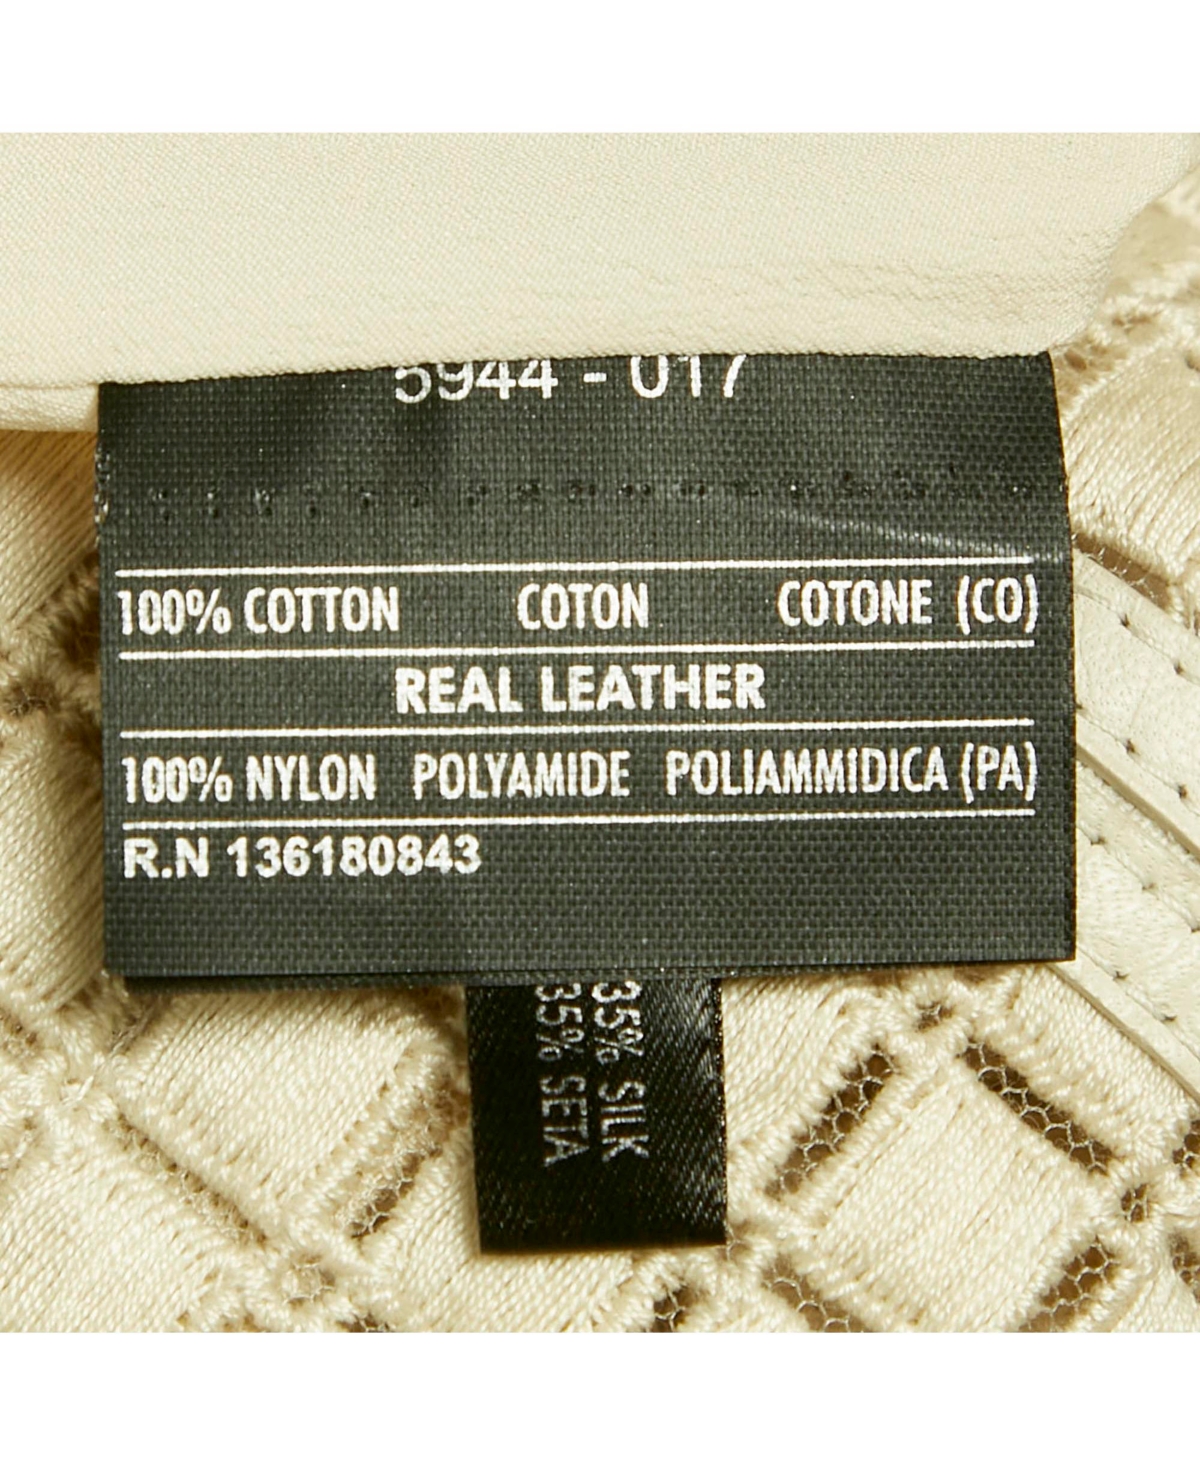 5944 - 017
100% COTTON COTON COTONE (CO)
REAL LEATHER
100% NYLON POLYAMIDE POLIAMMIDICA (PA)
R.N 136180843
35% SILK
35% SETA